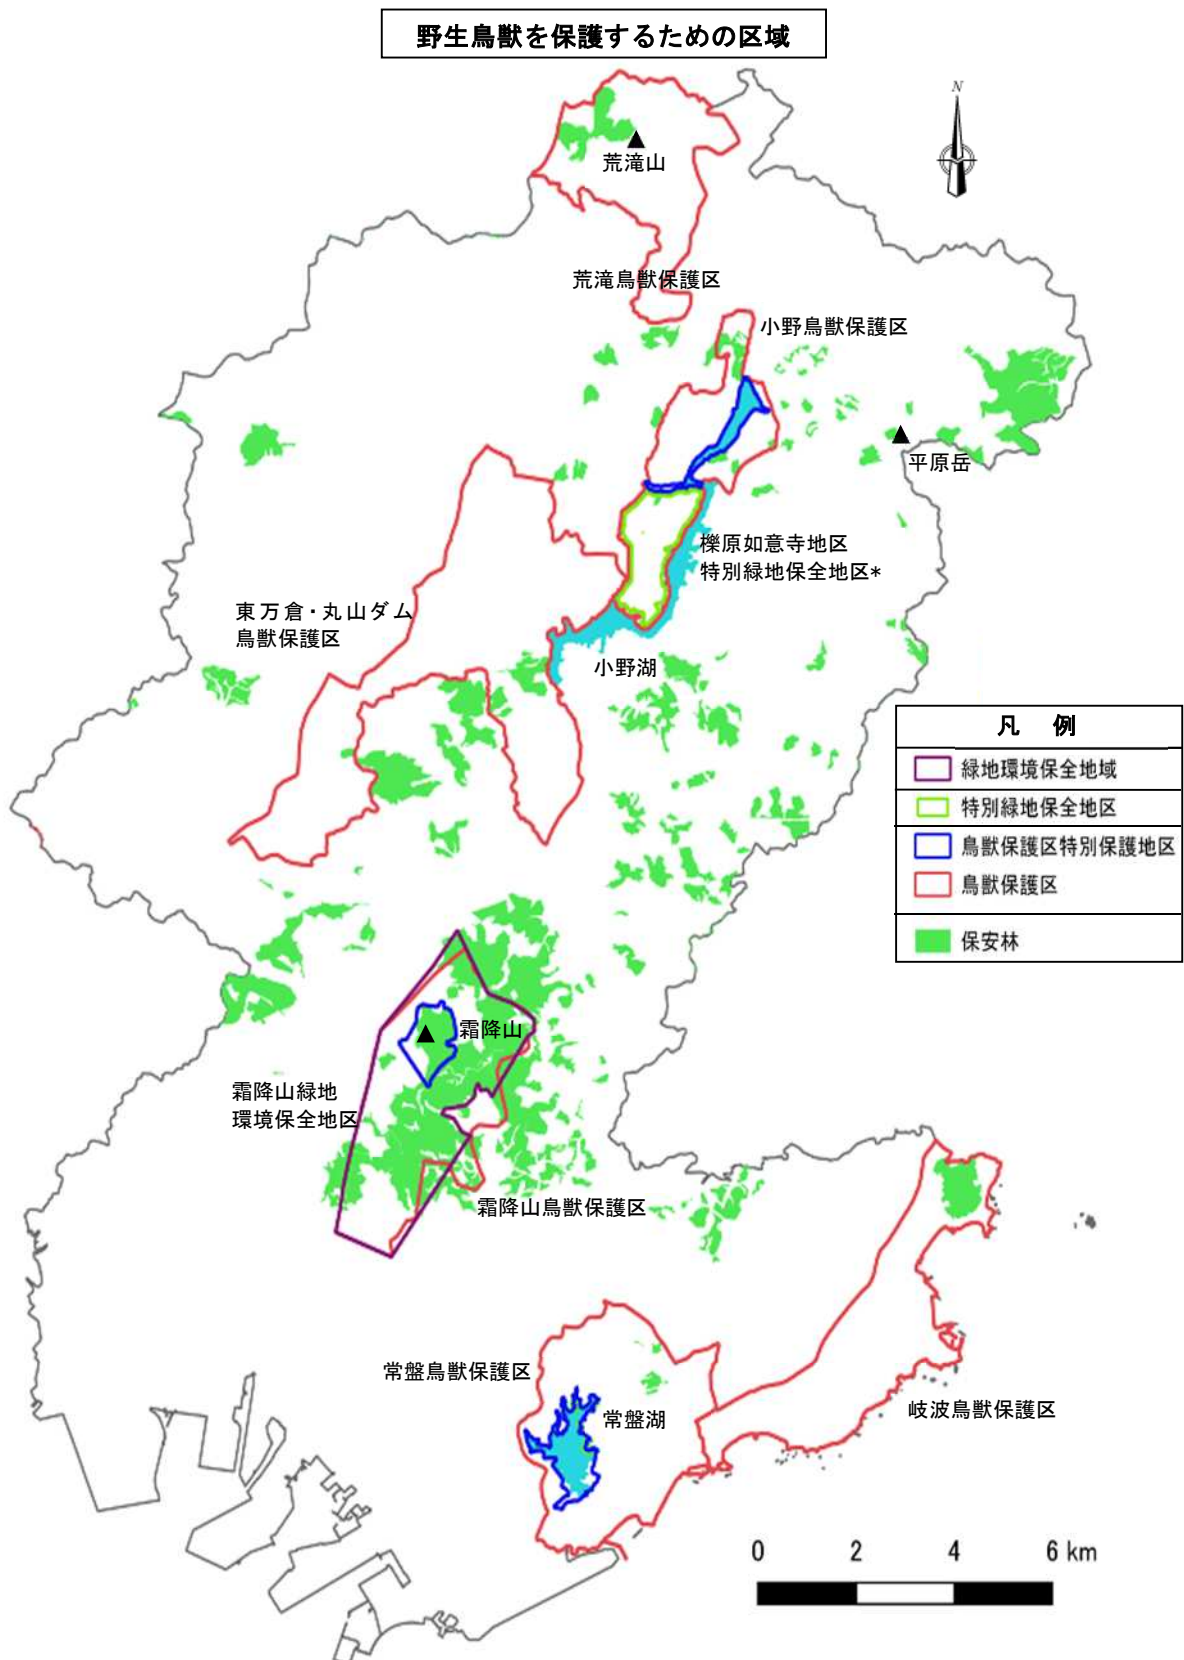 野生鳥獣を保護するための区域
N
荒滝山
荒滝鳥獣保護区
小野鳥獣保護区
平原岳
櫟原如意寺地区
特別緑地保全地区*
東万倉・丸山ダム
鳥獣保護区
小野湖
凡 例
緑地環境保全地域
特別緑地保全地区
鳥獣保護区特別保護地区
鳥獣保護区
保安林
霜降山
霜降山緑地
環境保全地区
霜降山鳥獣保護区
常盤鳥獣保護区
常盤湖
岐波鳥獣保護区
0 2 4 6 km